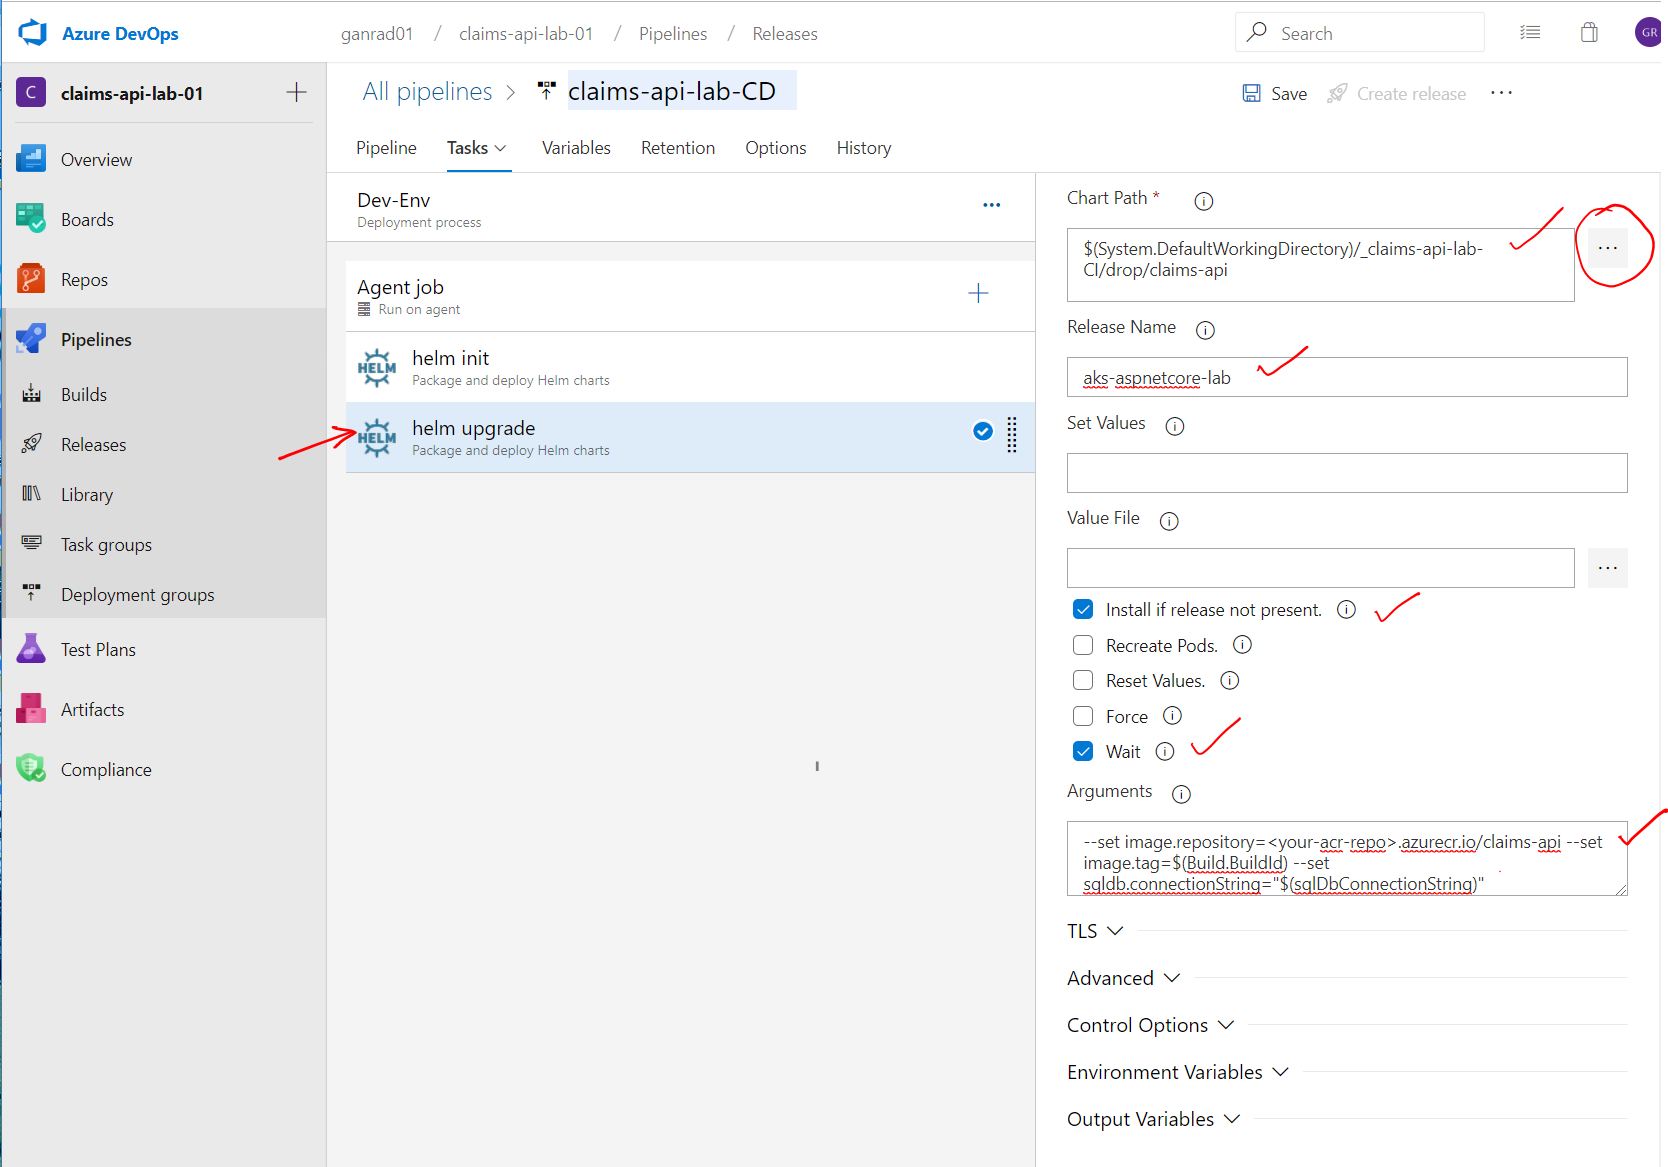 Azure DevOps
ganrad01 / claims-api-lab-01 / Pipelines / Releases
Search
GR
C
claims-api-lab-01
Overview
Boards
Repos
Pipelines
Builds
Releases
Library
Task groups
Deployment groups
Test Plans
Artifacts
Compliance
All pipelines > claims-api-lab-CD
Save
Create release
...
Pipeline
Tasks
Variables
Retention
Options
History
Dev-Env
...
Deployment process
Agent job
Run on agent
HELM
helm init
Package and deploy Helm charts
HELM
helm upgrade
Package and deploy Helm charts
Chart Path *
$(System.DefaultWorkingDirectory)/_claims-api-lab-
CI/drop/claims-api
...
Release Name
aks-aspnetcore-lab
Set Values
Value File
...
Install if release not present.
Recreate Pods.
Reset Values.
Force
Wait
Arguments
--set image.repository=<your-acr-repo>.azurecr.io/claims-api --set
image.tag=$(Build.BuildId) --set
sqldb.connectionString="$(sqlDbConnectionString)"
TLS
Advanced
Control Options
Environment Variables
Output Variables